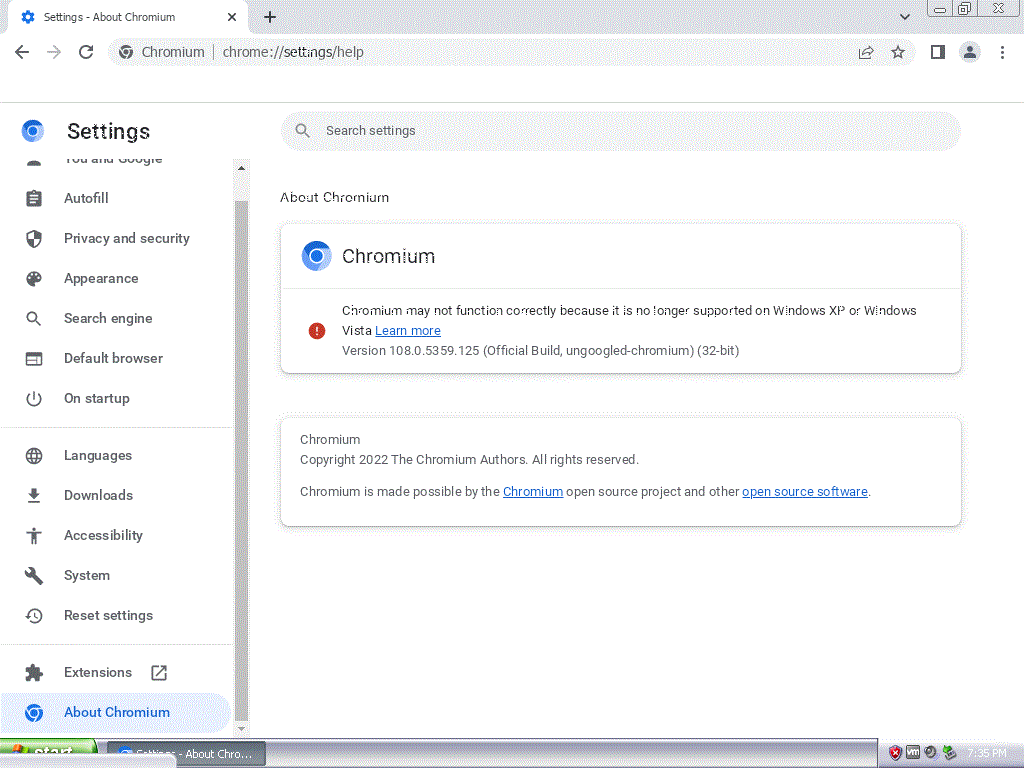 Settings - About Chromium
Chromium | chrome://settings/help
Settings
Search settings
You and Google
Autofill
Privacy and security
Appearance
Search engine
Default browser
On startup
Languages
Downloads
Accessibility
System
Reset settings
Extensions
About Chromium
About Chromium
Chromium
Chromium may not function correctly because it is no longer supported on Windows XP or Windows
Vista Learn more
Version 108.0.5359.125 (Official Build, ungoogled-chromium) (32-bit)
Chromium
Copyright 2022 The Chromium Authors. All rights reserved.
Chromium is made possible by the Chromium open source project and other open source software.
start
Settings - About Chro...
vm
7:35 PM